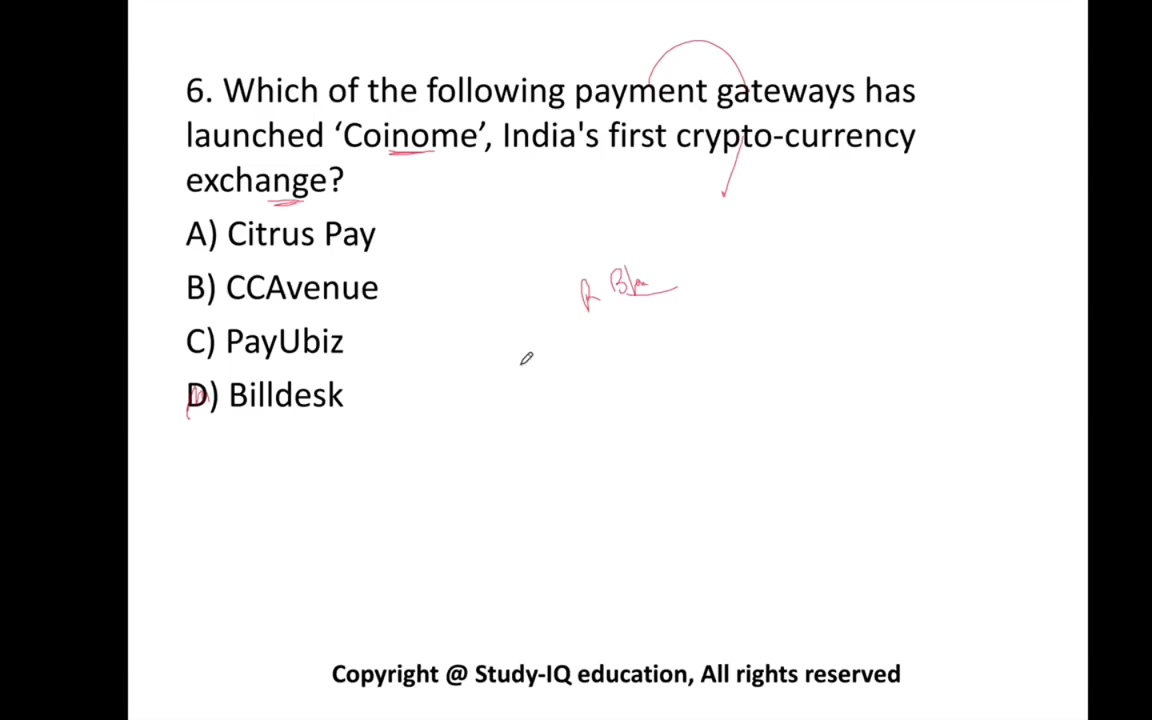 6. Which of the following payment gateways has
launched ‘Coinome’, India's first crypto-currency
exchange?
A) Citrus Pay
B) CCAvenue
C) PayUbiz
D) Billdesk
Copyright @ Study-IQ education, All rights reserved